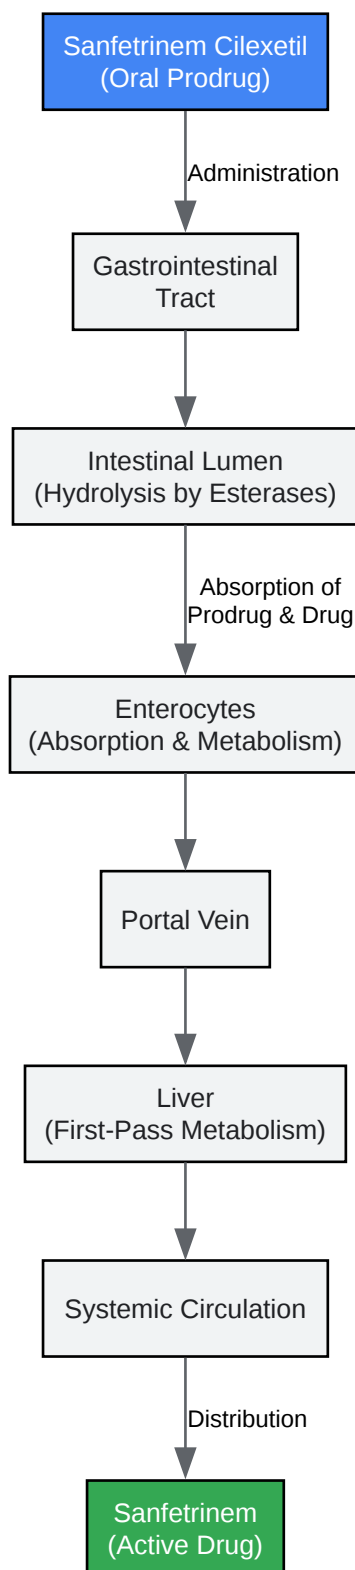 Sanfetrinem Cilexetil
(Oral Prodrug)
Administration
Gastrointestinal
Tract
Intestinal Lumen
(Hydrolysis by Esterases)
Absorption of
Prodrug & Drug
Enterocytes
(Absorption & Metabolism)
Portal Vein
Liver
(First-Pass Metabolism)
Systemic Circulation
Distribution
Sanfetrinem
(Active Drug)